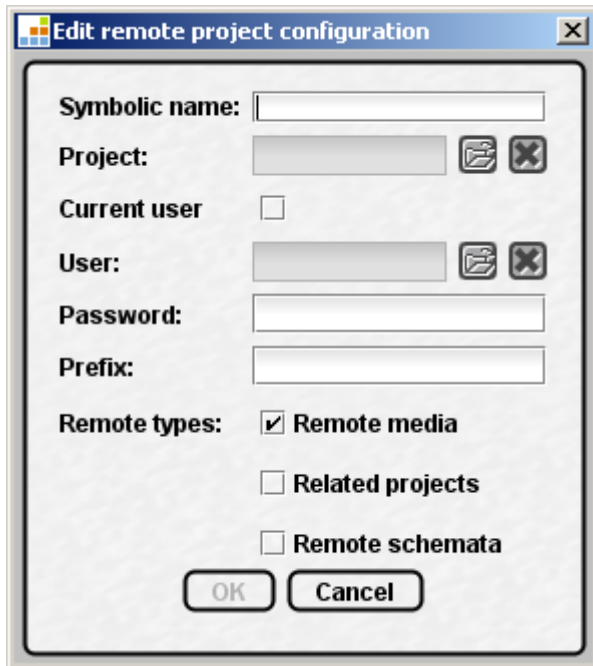 Edit remote project configuration
Symbolic name:
Project:
Current user
User:
Password:
Prefix:
Remote types: Remote media
Related projects
Remote schemata
OK Cancel